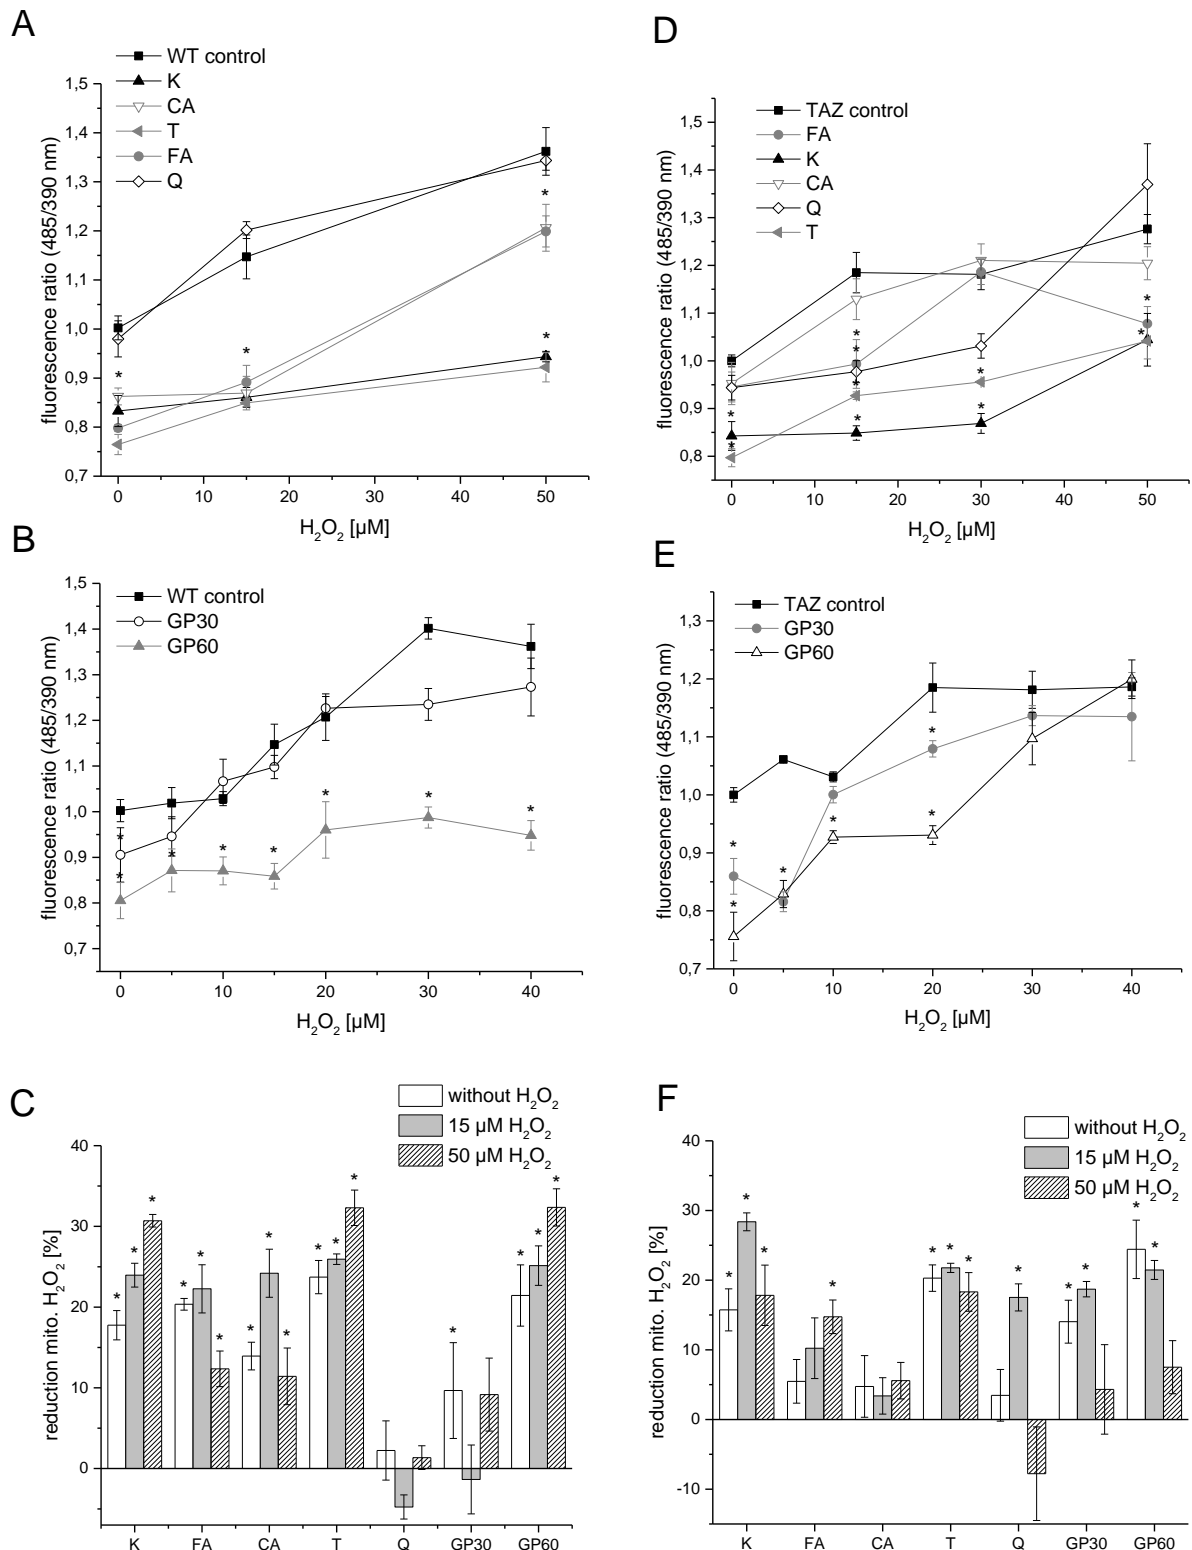 A
WT control
K
CA
T
FA
Q
fluorescence ratio (485/390 nm)
1,5
1,4
1,3
1,2
1,1
1,0
0,9
0,8
0,7
*
*
*
*
0
10
20
30
40
50
H₂O₂ [µM]
D
TAZ control
FA
K
CA
Q
T
fluorescence ratio (485/390 nm)
1,5
1,4
1,3
1,2
1,1
1,0
0,9
0,8
*
*
*
*
*
*
*
*
*
*
0
10
20
30
40
50
H₂O₂ [µM]
B
WT control
GP30
GP60
fluorescence ratio (485/390 nm)
1,5
1,4
1,3
1,2
1,1
1,0
0,9
0,8
0,7
*
*
*
*
*
*
*
*
0
10
20
30
40
H₂O₂ [µM]
E
TAZ control
GP30
GP60
fluorescence ratio (485/390 nm)
1,3
1,2
1,1
1,0
0,9
0,8
0,7
*
*
*
*
*
*
0
10
20
30
40
H₂O₂ [µM]
C
without H₂O₂
15 µM H₂O₂
50 µM H₂O₂
reduction mito. H₂O₂ [%]
40
30
20
10
0
* * *
* * *
* * *
* * *
*
* * *
K FA CA T Q GP30 GP60
F
without H₂O₂
15 µM H₂O₂
50 µM H₂O₂
reduction mito. H₂O₂ [%]
40
30
20
10
0
-10
* * *
*
* * *
*
* *
* *
K FA CA T Q GP30 GP60